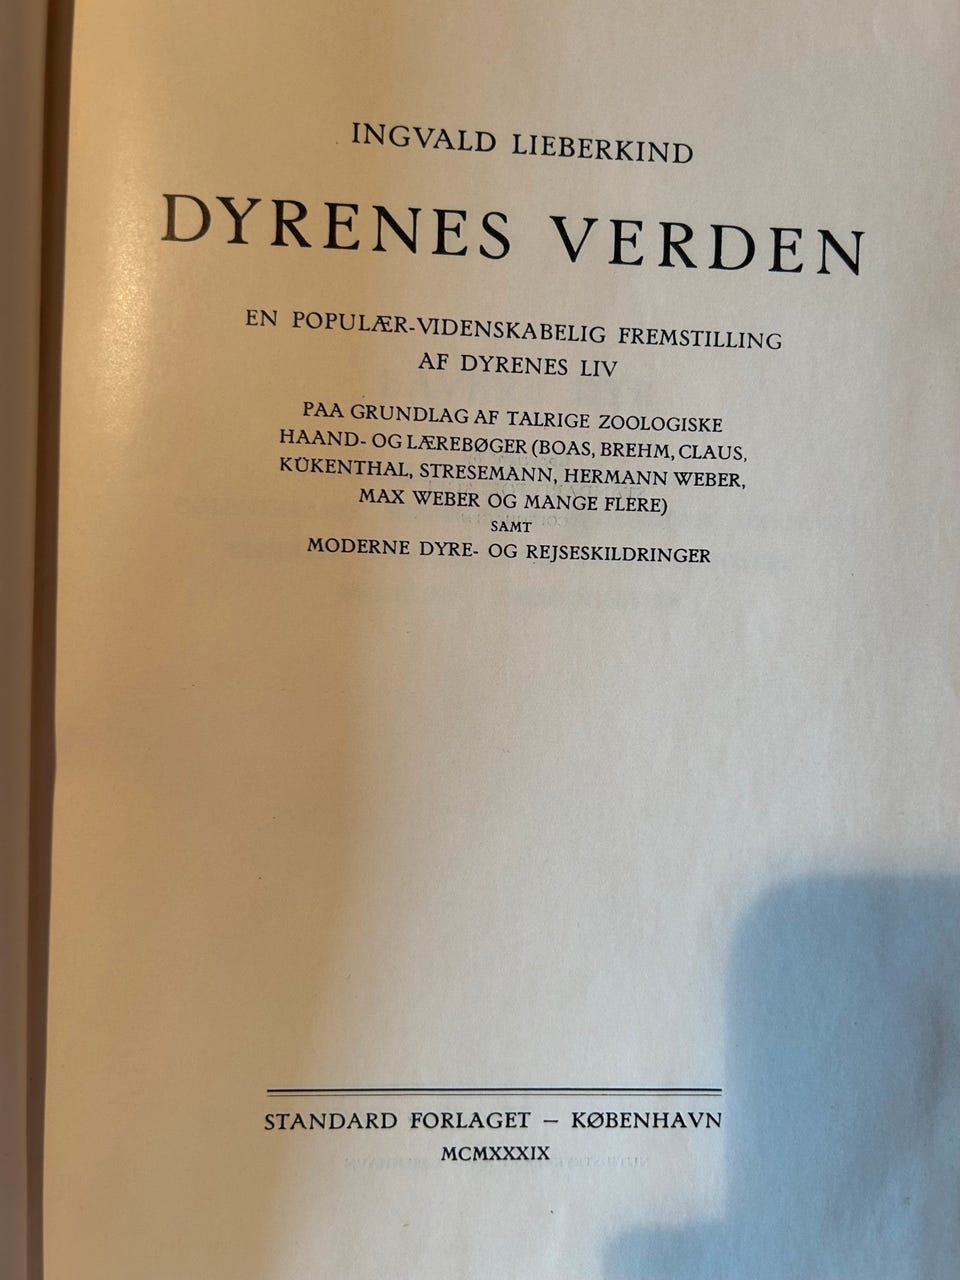 INGVALD LIEBERKIND
DYRENES VERDEN
EN POPULÆR-VIDENSKABELIG FREMSTILLING
AF DYRENES LIV
PAA GRUNDLAG AF TALRIGE ZOOLOGISKE
HAAND- OG LÆREBØGER (BOAS, BREHM, CLAUS,
KÜKENTHAL, STRESEMANN, HERMANN WEBER,
MAX WEBER OG MANGE FLERE)
SAMT
MODERNE DYRE- OG REJSESKILDRINGER
STANDARD FORLAGET – KØBENHAVN
MCMXXXIX